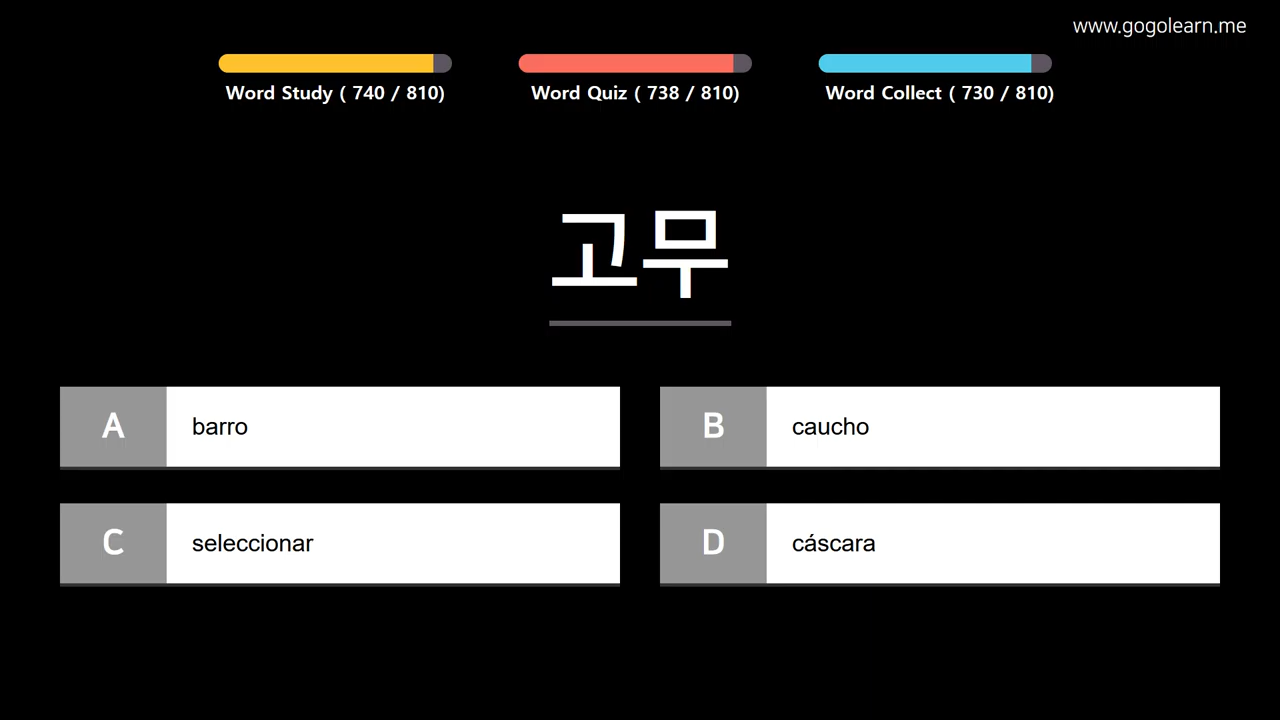 www.gogolearn.me
Word Study ( 740 / 810)
Word Quiz ( 738 / 810)
Word Collect ( 730 / 810)
고무
A barro
B caucho
C seleccionar
D cáscara